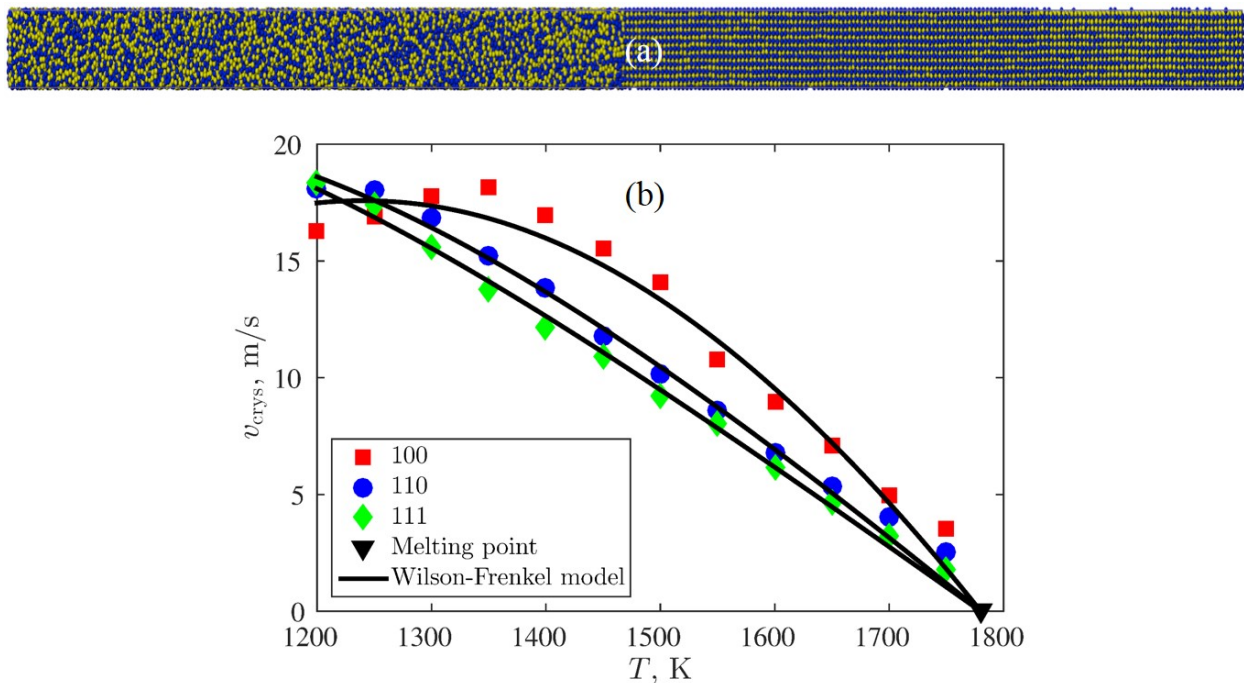 (a)
(b)
20
15
10
5
0
v_crys, m/s
100
110
111
Melting point
Wilson-Frenkel model
1200 1300 1400 1500 1600 1700 1800
T, K